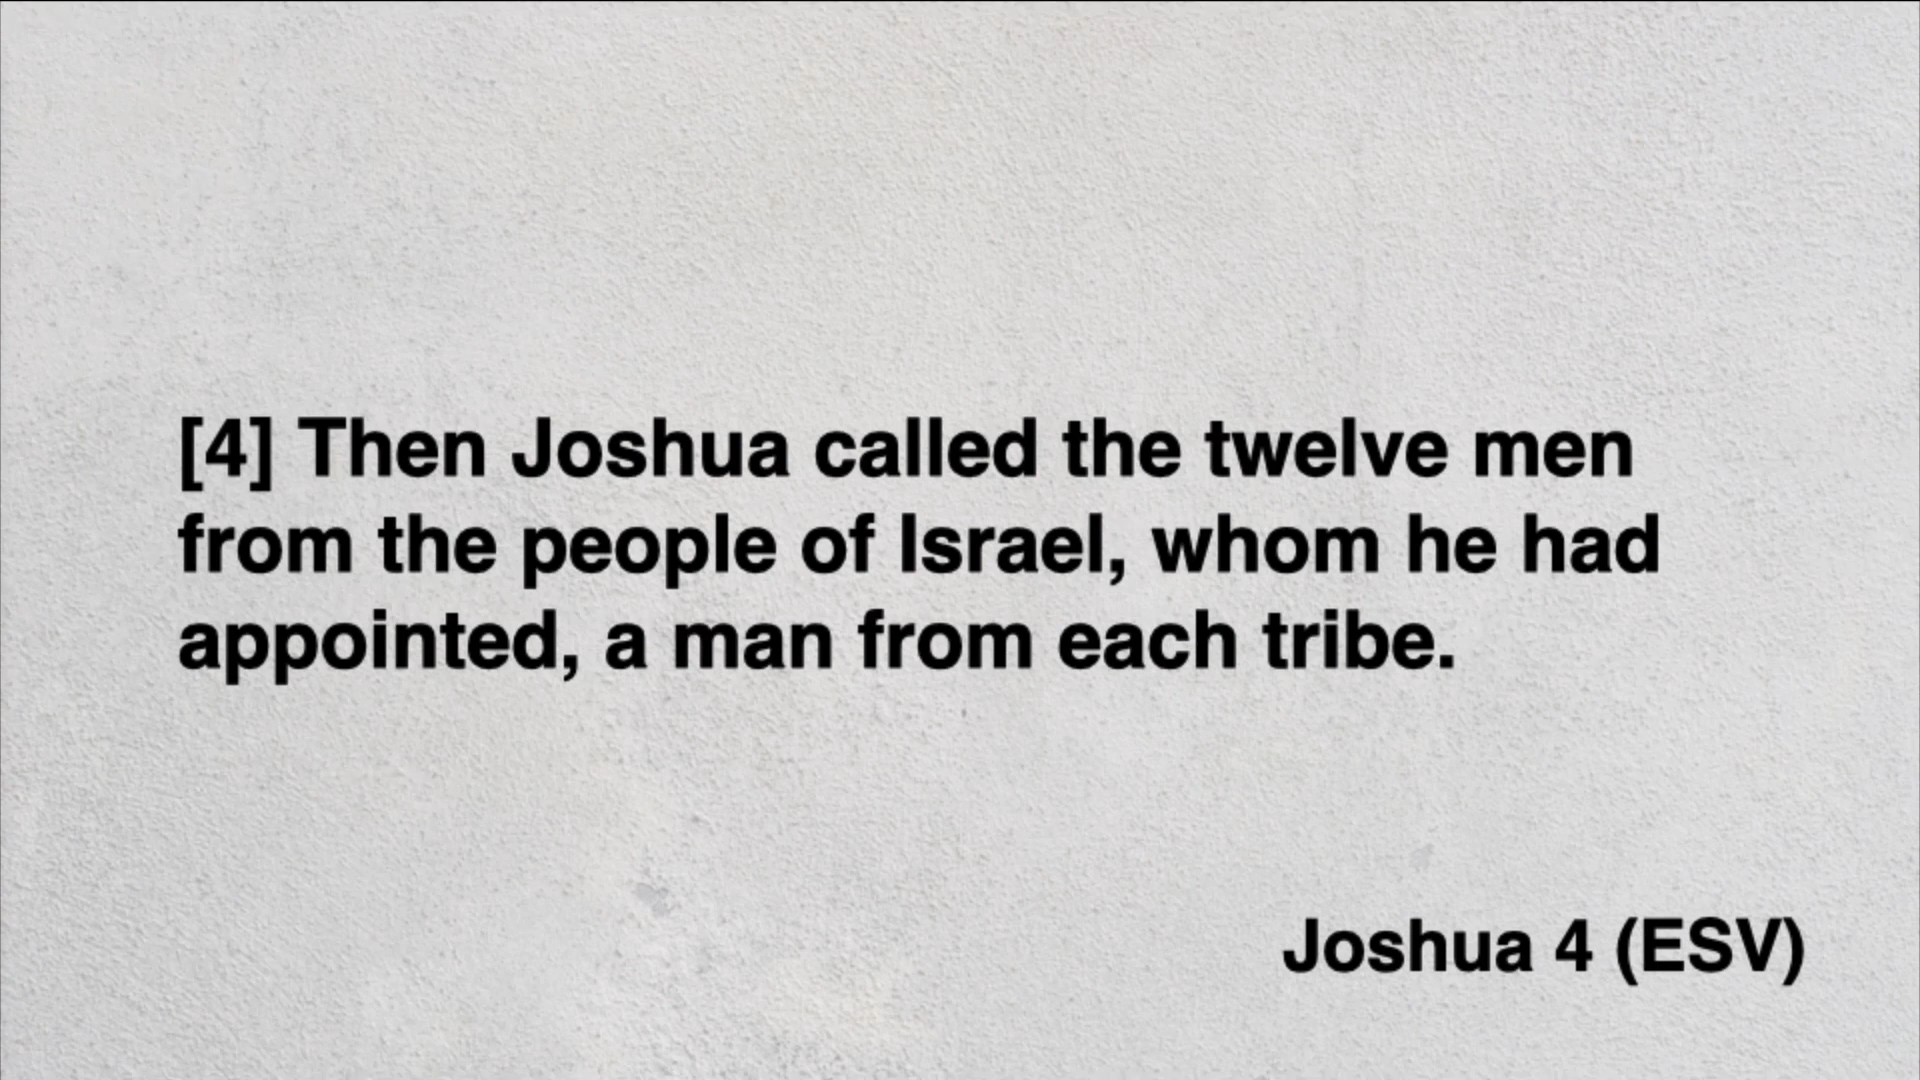 [4] Then Joshua called the twelve men
from the people of Israel, whom he had
appointed, a man from each tribe.
Joshua 4 (ESV)